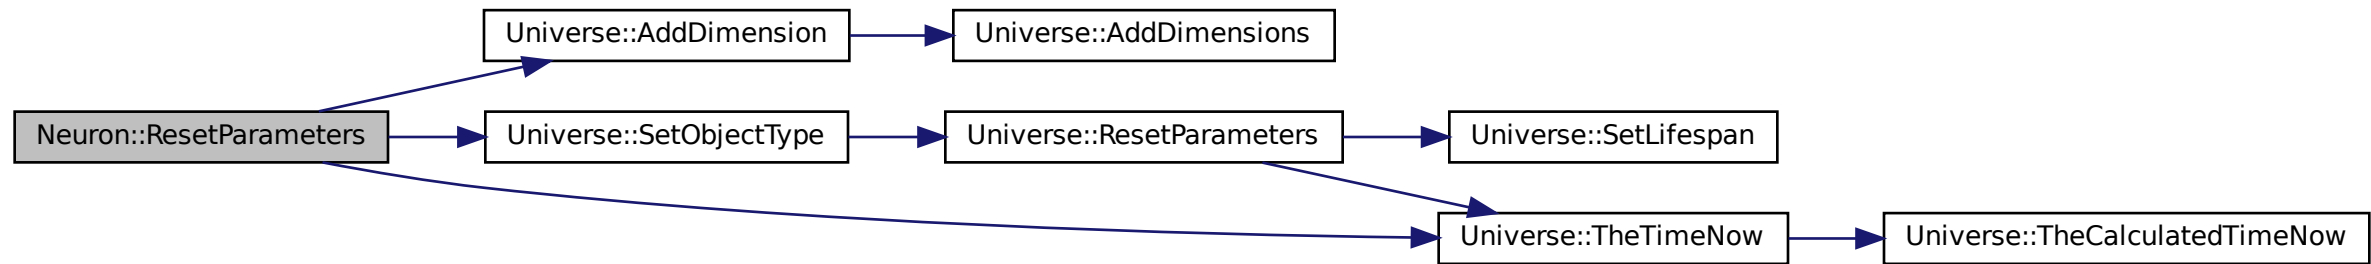 Universe::AddDimension
Universe::AddDimensions
Neuron::ResetParameters
Universe::SetObjectType
Universe::ResetParameters
Universe::SetLifespan
Universe::TheTimeNow
Universe::TheCalculatedTimeNow